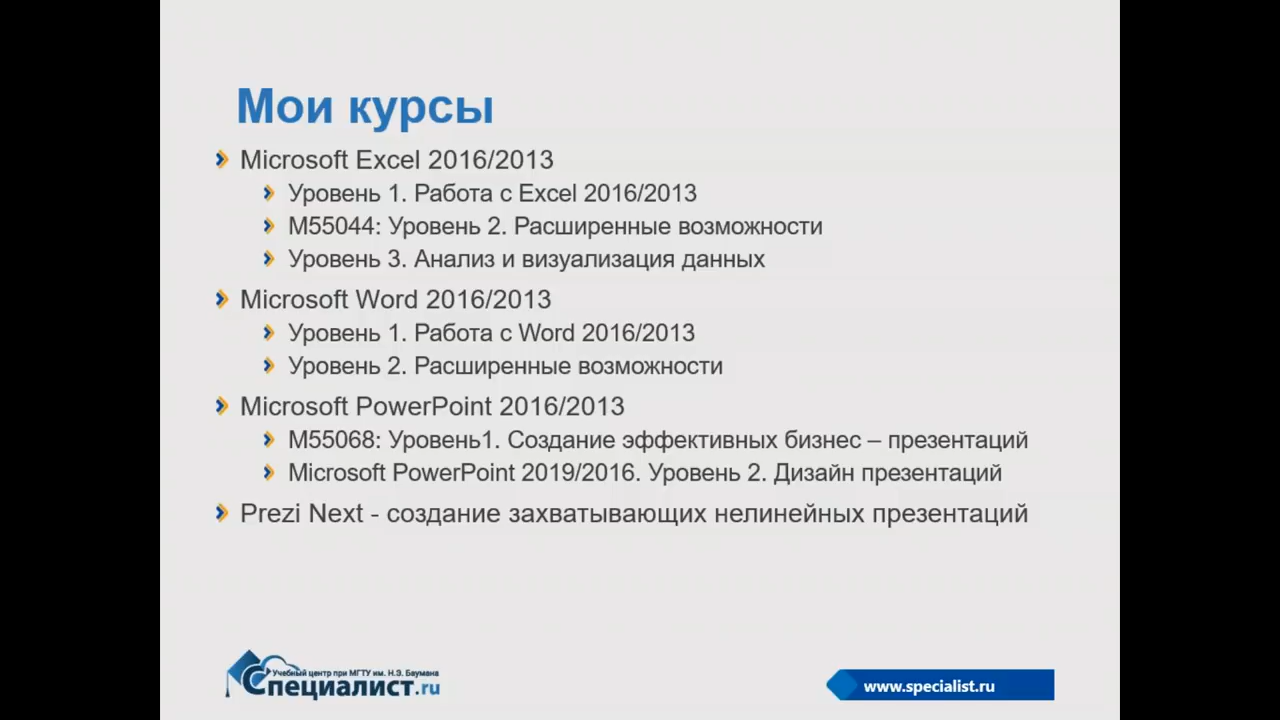 Мои курсы
Microsoft Excel 2016/2013
Уровень 1. Работа с Excel 2016/2013
М55044: Уровень 2. Расширенные возможности
Уровень 3. Анализ и визуализация данных
Microsoft Word 2016/2013
Уровень 1. Работа с Word 2016/2013
Уровень 2. Расширенные возможности
Microsoft PowerPoint 2016/2013
М55068: Уровень1. Создание эффективных бизнес – презентаций
Microsoft PowerPoint 2019/2016. Уровень 2. Дизайн презентаций
Prezi Next - создание захватывающих нелинейных презентаций
Учебный центр при МГТУ им. Н.Э. Баумана
Специалист.ru
www.specialist.ru